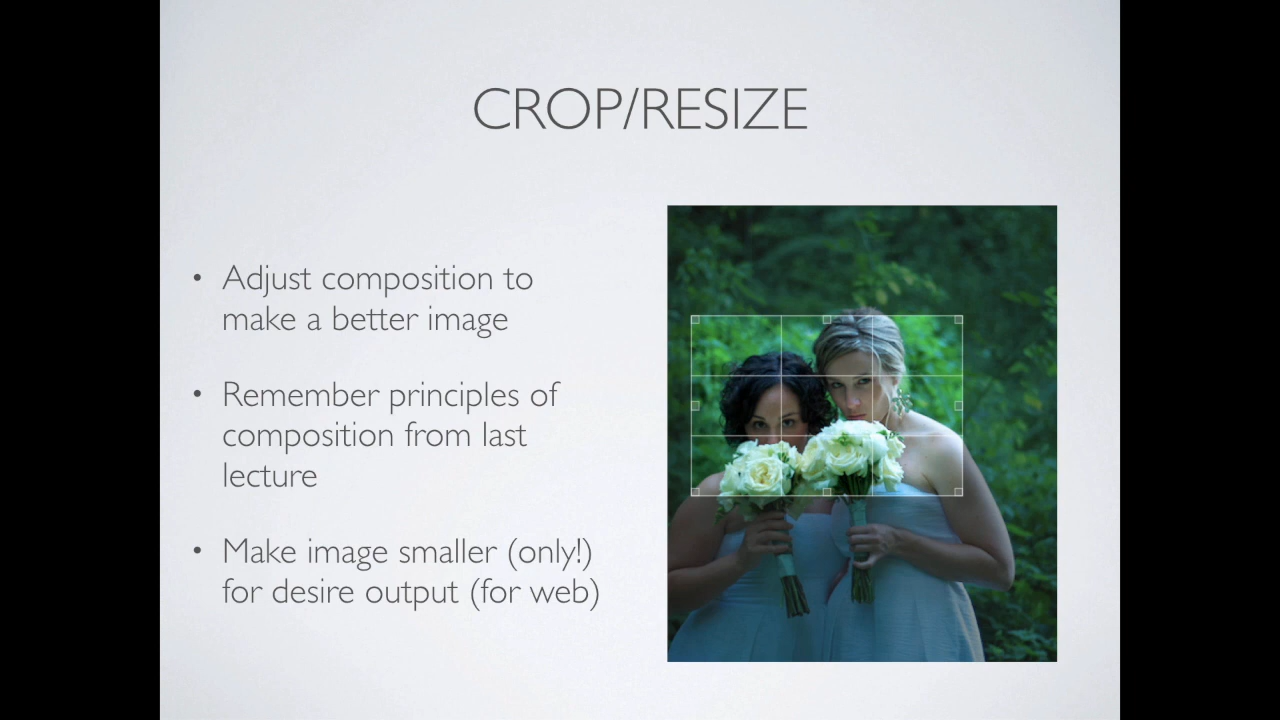 CROP/RESIZE
• Adjust composition to
make a better image
• Remember principles of
composition from last
lecture
• Make image smaller (only!)
for desire output (for web)